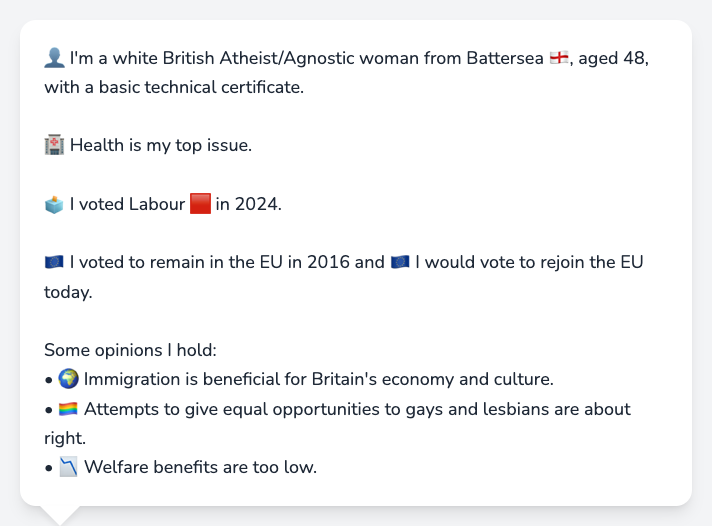 👤 I'm a white British Atheist/Agnostic woman from Battersea 🏴󠁧󠁢󠁥󠁮󠁧󠁿, aged 48,
with a basic technical certificate.
🏥 Health is my top issue.
🗳️ I voted Labour 🟥 in 2024.
🇪🇺 I voted to remain in the EU in 2016 and 🇪🇺 I would vote to rejoin the EU
today.
Some opinions I hold:
• 🌍 Immigration is beneficial for Britain's economy and culture.
• 🏳️‍🌈 Attempts to give equal opportunities to gays and lesbians are about
right.
• 📉 Welfare benefits are too low.